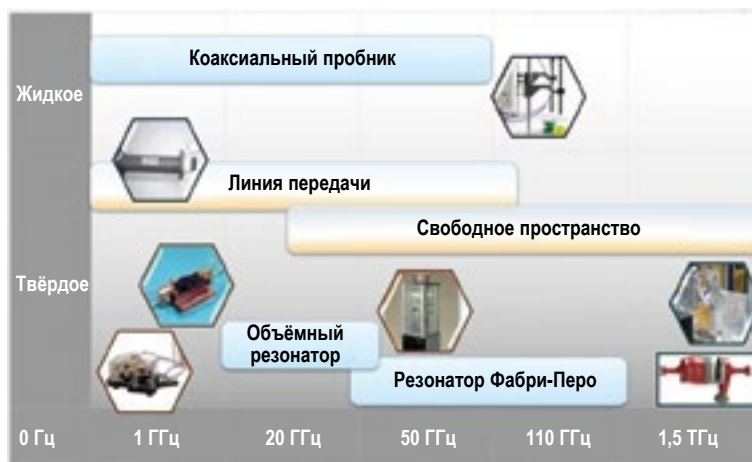 Коаксиальный пробник
Жидкое
Линия передачи
Свободное пространство
Твёрдое
Объёмный
резонатор
Резонатор Фабри-Перо
0 Гц 1 ГГц 20 ГГц 50 ГГц 110 ГГц 1,5 ТГц